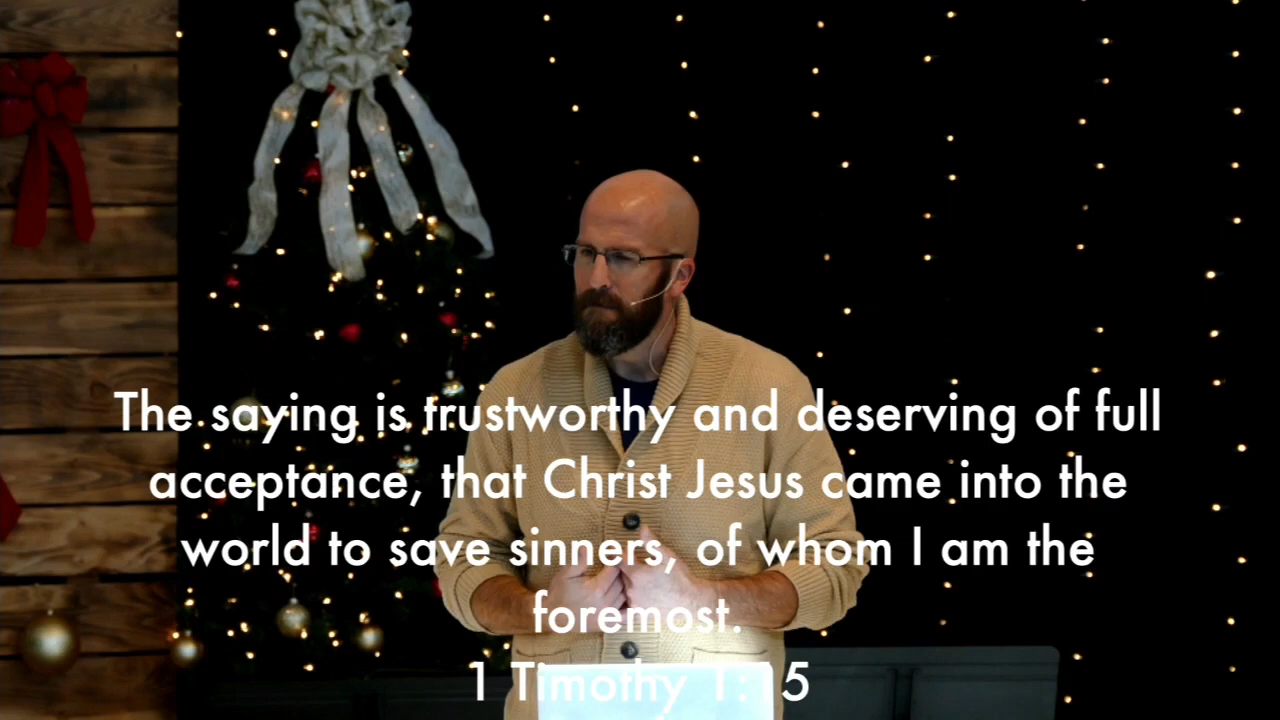 The saying is trustworthy and deserving of full
acceptance, that Christ Jesus came into the
world to save sinners, of whom I am the
foremost.
1 Timothy 1:15